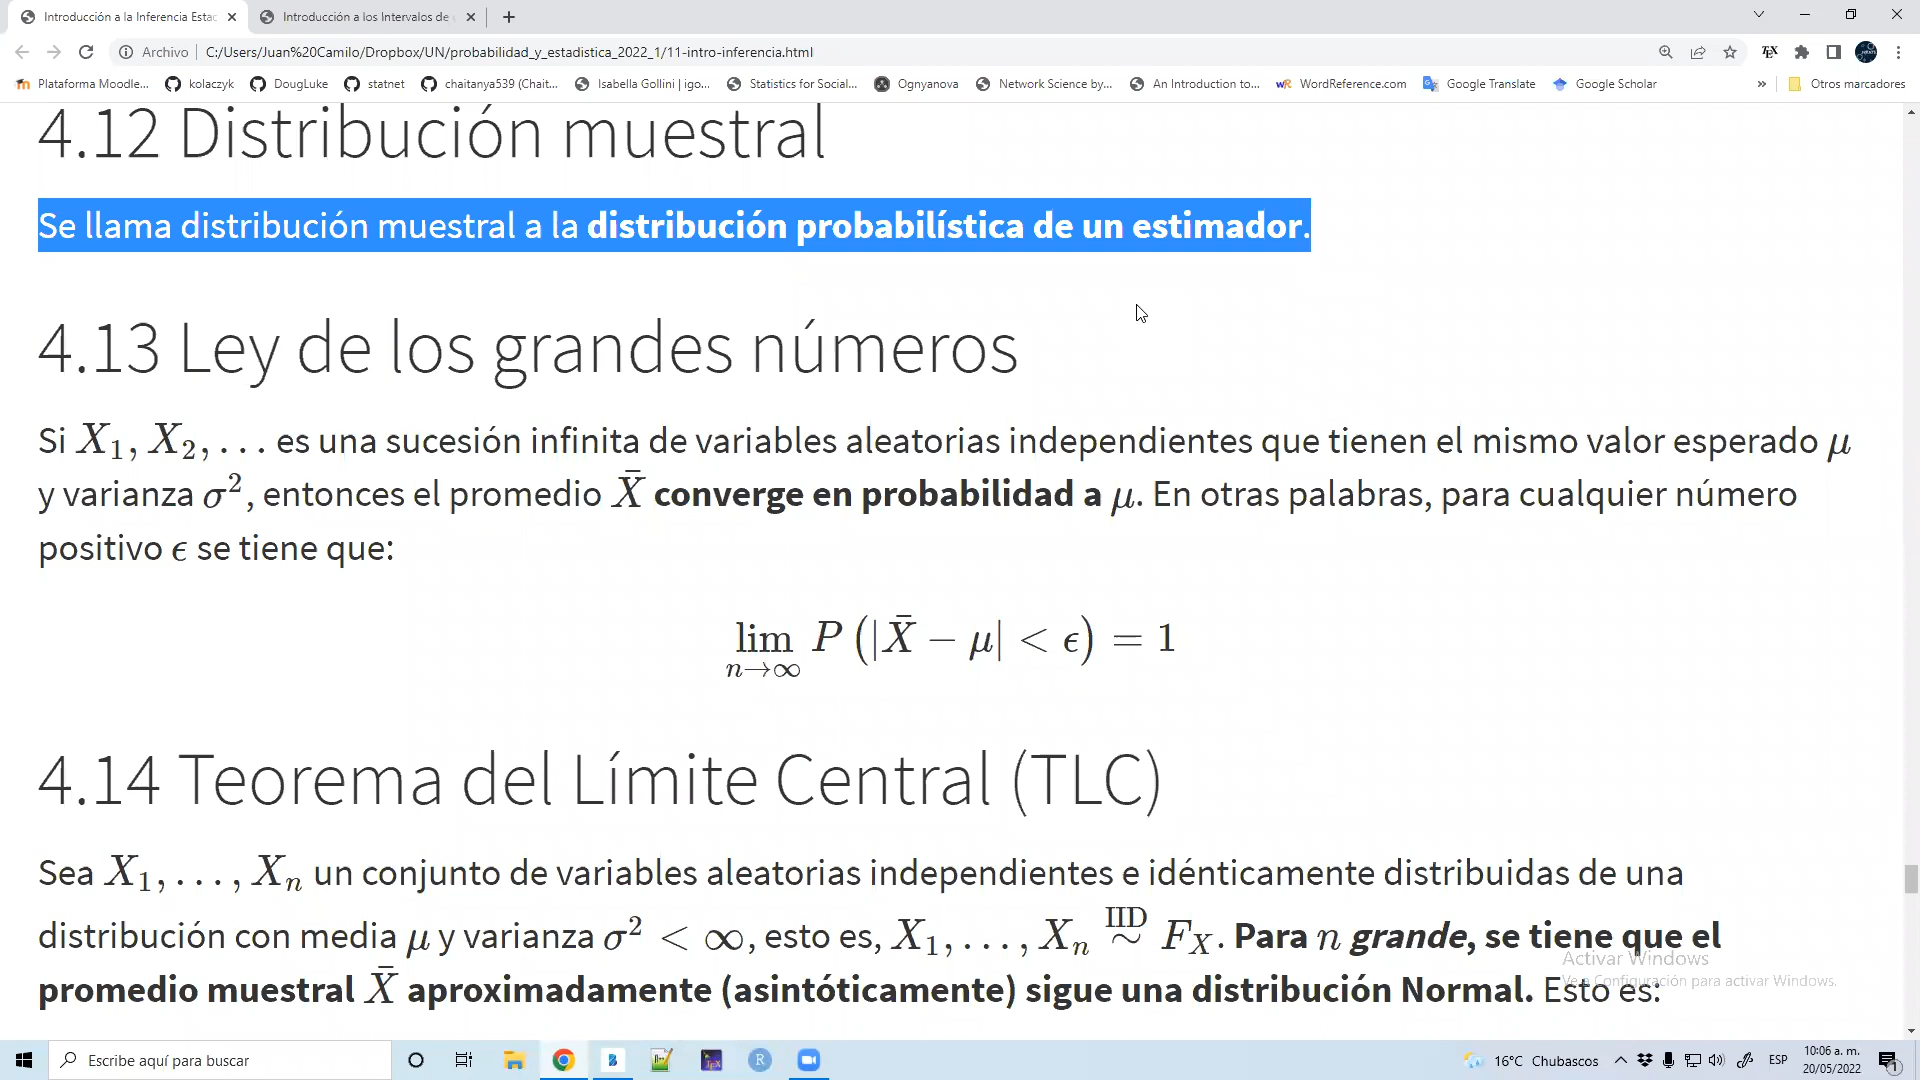 Introducción a la Inferencia Estac
Introducción a los Intervalos de
Archivo C:/Users/Juan%20Camilo/Dropbox/UN/probabilidad_y_estadistica_2022_1/11-intro-inferencia.html
Plataforma Moodle... kolaczyk DougLuke statnet chaitanya539 (Chait... Isabella Gollini | igo... Statistics for Social... Ognyanova Network Science by... An Introduction to... WordReference.com Google Translate Google Scholar » Otros marcadores
4.12 Distribución muestral
Se llama distribución muestral a la distribución probabilística de un estimador.
4.13 Ley de los grandes números
Si X₁, X₂, … es una sucesión infinita de variables aleatorias independientes que tienen el mismo valor esperado μ
y varianza σ², entonces el promedio X̄ converge en probabilidad a μ. En otras palabras, para cualquier número
positivo ϵ se tiene que:
lim n→∞ P (|X̄ − μ| < ϵ) = 1
4.14 Teorema del Límite Central (TLC)
Sea X₁, …, Xₙ un conjunto de variables aleatorias independientes e idénticamente distribuidas de una
distribución con media μ y varianza σ² < ∞, esto es, X₁, …, Xₙ IID ∼ F_X. Para n grande, se tiene que el
promedio muestral X̄ aproximadamente (asintóticamente) sigue una distribución Normal. Esto es:
Activar Windows
Ve a Configuración para activar Windows.
Escribe aquí para buscar
16°C Chubascos
ESP
10:06 a. m.
20/05/2022
1